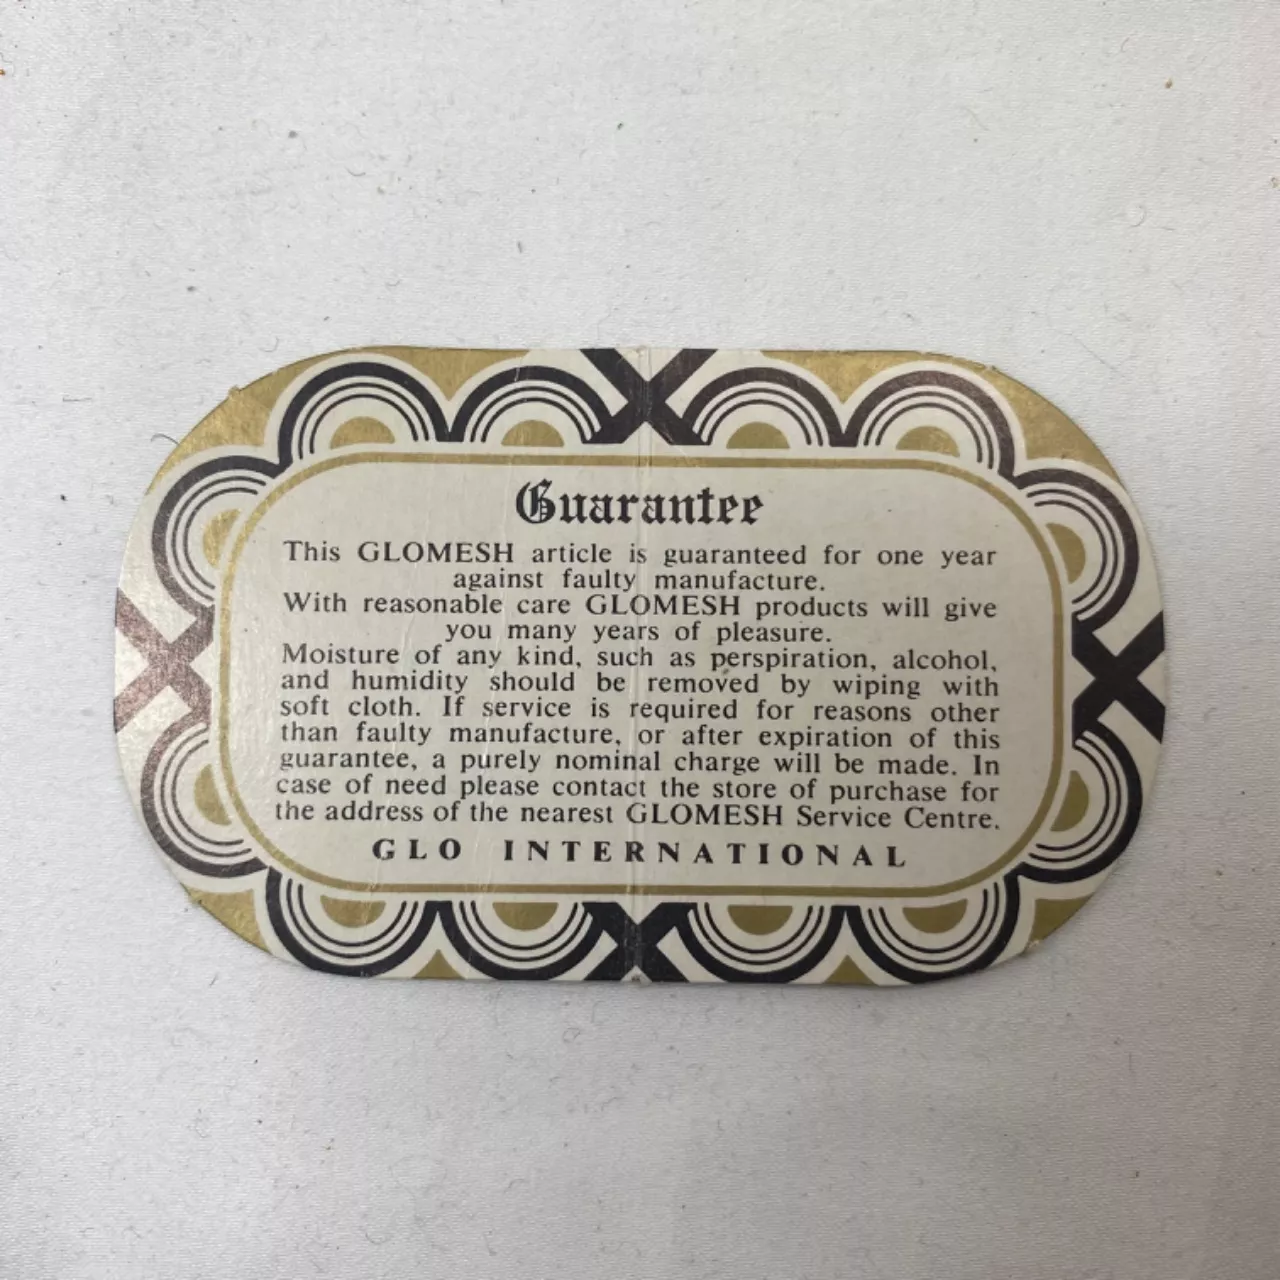 Guarantee
This GLOMESH article is guaranteed for one year
against faulty manufacture.
With reasonable care GLOMESH products will give
you many years of pleasure.
Moisture of any kind, such as perspiration, alcohol,
and humidity should be removed by wiping with
soft cloth. If service is required for reasons other
than faulty manufacture, or after expiration of this
guarantee, a purely nominal charge will be made. In
case of need please contact the store of purchase for
the address of the nearest GLOMESH Service Centre.
GLO INTERNATIONAL